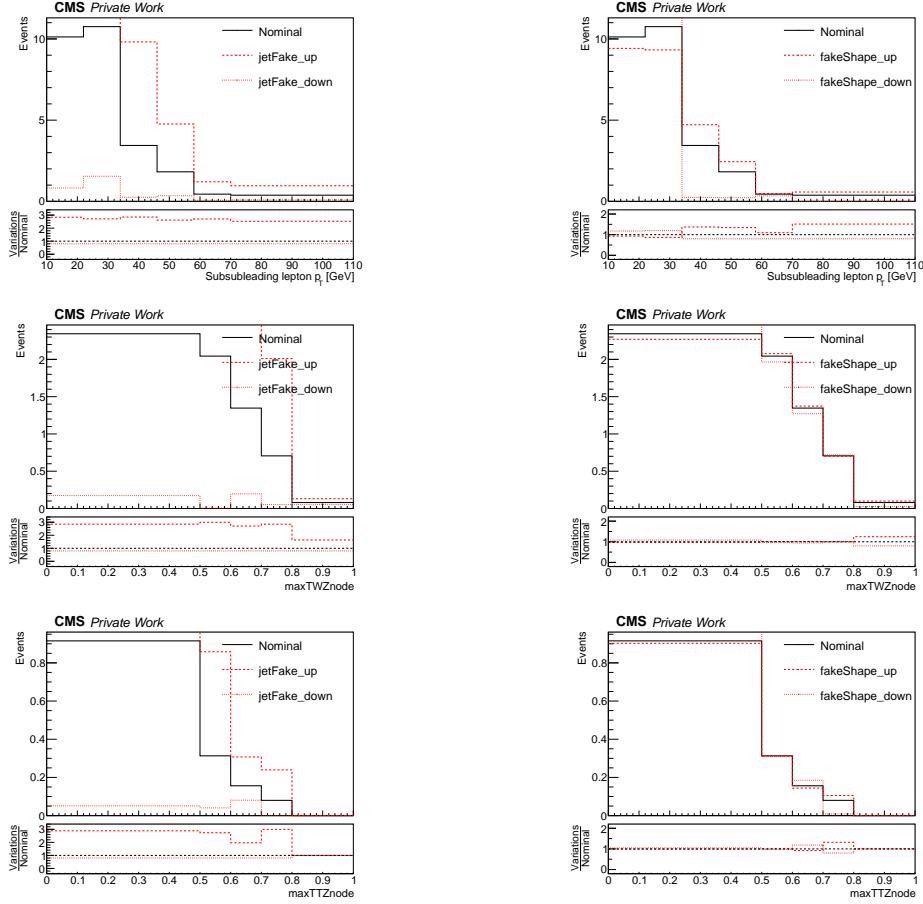 CMS Private Work
Events
10
5
0
Nominal
jetFake_up
jetFake_down
Variations
Nominal
3
2
1
0
10 20 30 40 50 60 70 80 90 100 110
Subsubleading lepton p_T [GeV]
CMS Private Work
Events
10
5
0
Nominal
fakeShape_up
fakeShape_down
Variations
Nominal
2
1
0
10 20 30 40 50 60 70 80 90 100 110
Subsubleading lepton p_T [GeV]
CMS Private Work
Events
2
1.5
1
0.5
0
Nominal
jetFake_up
jetFake_down
Variations
Nominal
3
2
1
0
0 0.1 0.2 0.3 0.4 0.5 0.6 0.7 0.8 0.9 1
maxTWZnode
CMS Private Work
Events
2
1.5
1
0.5
0
Nominal
fakeShape_up
fakeShape_down
Variations
Nominal
2
1
0
0 0.1 0.2 0.3 0.4 0.5 0.6 0.7 0.8 0.9 1
maxTWZnode
CMS Private Work
Events
0.8
0.6
0.4
0.2
0
Nominal
jetFake_up
jetFake_down
Variations
Nominal
3
2
1
0
0 0.1 0.2 0.3 0.4 0.5 0.6 0.7 0.8 0.9 1
maxTTZnode
CMS Private Work
Events
0.8
0.6
0.4
0.2
0
Nominal
fakeShape_up
fakeShape_down
Variations
Nominal
2
1
0
0 0.1 0.2 0.3 0.4 0.5 0.6 0.7 0.8 0.9 1
maxTTZnode